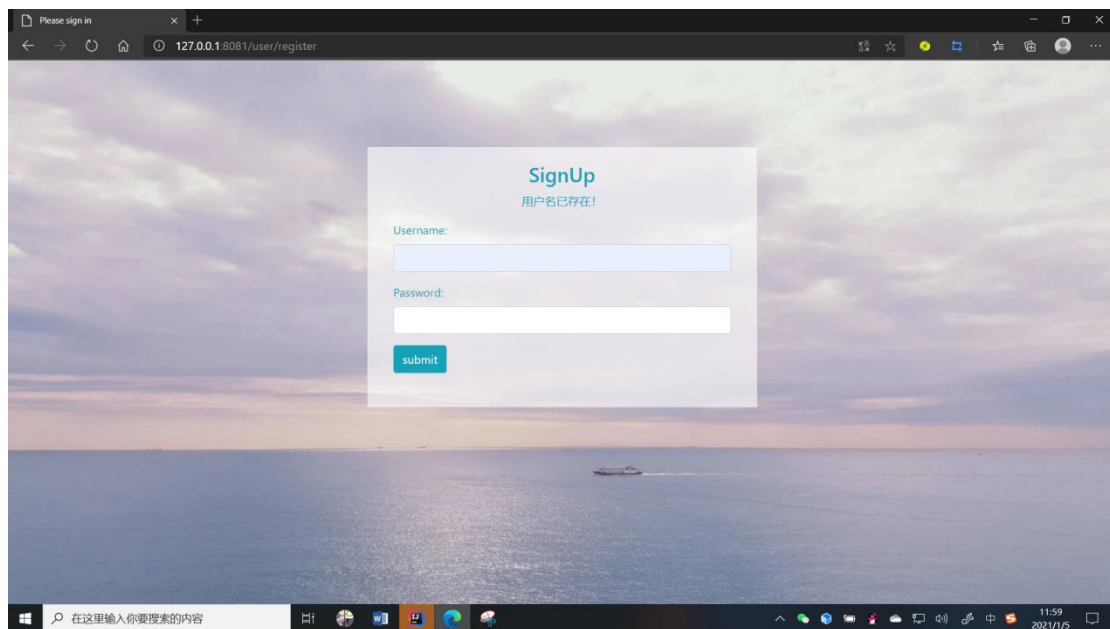 Please sign in
127.0.0.1:8081/user/register
SignUp
用户名已存在!
Username:
Password:
submit
在这里输入你要搜索的内容
中
11:59
2021/1/5